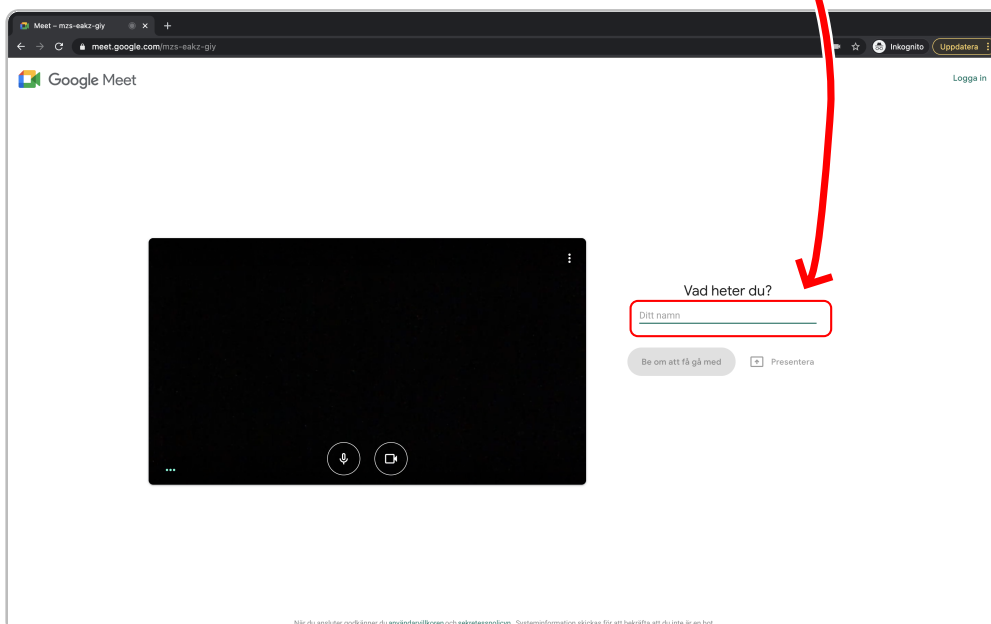 Meet – mzs-eakz-giy
meet.google.com/mzs-eakz-giy
Inkognito
Uppdatera
Google Meet
Logga in
Vad heter du?
Ditt namn
Be om att få gå med
Presentera
När du ansluter godkänner du användarvillkoren och sekretesspolicyn. Systeminformation skickas för att bekräfta att du inte är en bot.